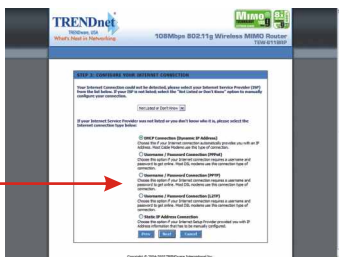 TRENDnet
TRENDware, USA
What's Next in Networking
MIMO
108Mbps 802.11g Wireless MIMO Router
STEP 2: CONFIGURE YOUR INTERNET CONNECTION
Your Internet Connection could not be detected, please select your Internet Service Provider (ISP)
from the list below. If your ISP is not listed, select the "Not Listed or Don't Know" option to manually
configure your connection.
Not Listed or Don't Know
If your Internet Service Provider was not listed or you don't know who it is, please select the
Internet connection type below:
DHCP Connection (Dynamic IP Address)
Choose this if your Internet connection automatically provides you with an IP
Address. Most Cable Modems use this type of connection.
Username / Password Connection (PPPoE)
Choose this option if your Internet connection requires a username and
password to get online. Most DSL modems use this connection type of
connection.
Username / Password Connection (PPTP)
Choose this option if your Internet connection requires a username and
password to get online. Most DSL modems use this connection type of
connection.
Username / Password Connection (L2TP)
Choose this option if your Internet connection requires a username and
password to get online. Most DSL modems use this connection type of
connection.
Static IP Address Connection
Choose this option if your Internet Setup Provider provided you with IP
Address information that has to be manually configured.
Prev Next Cancel